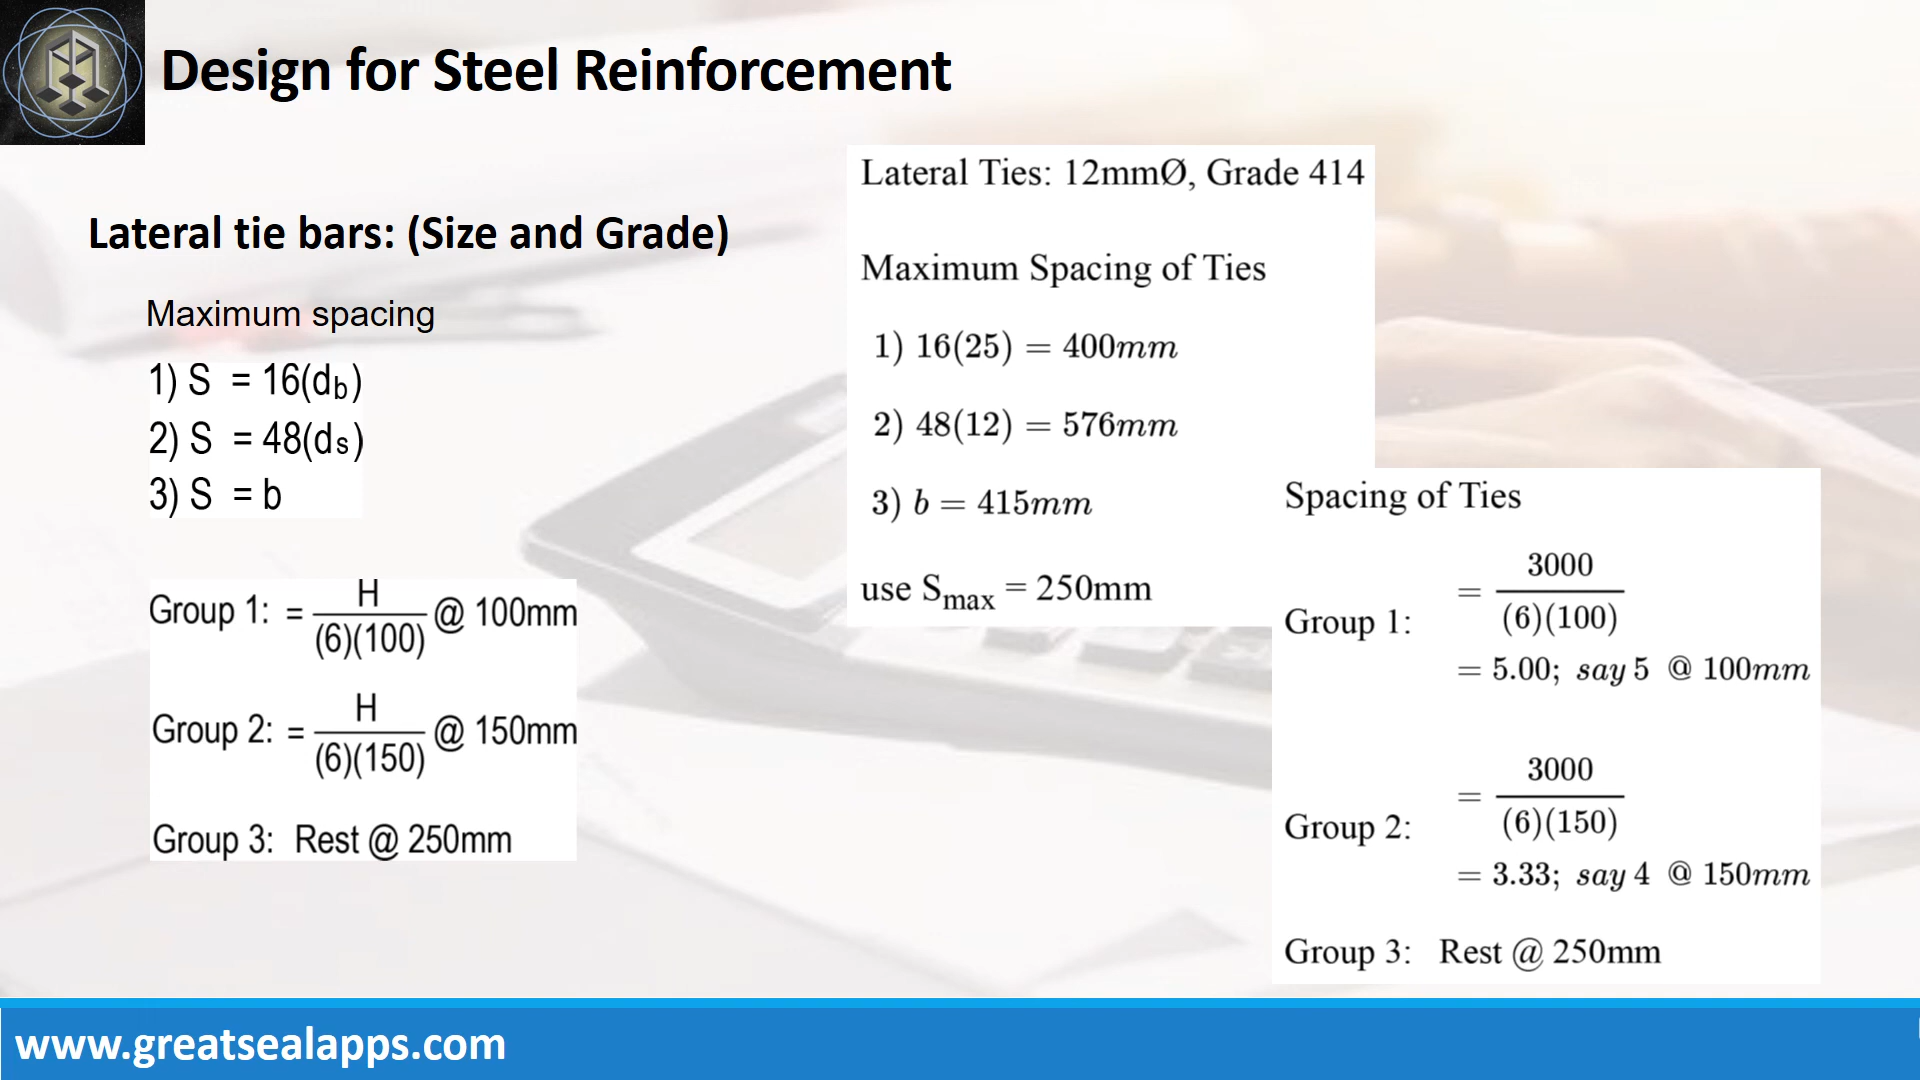 Design for Steel Reinforcement
Lateral tie bars: (Size and Grade)
Maximum spacing
1) S = 16(db)
2) S = 48(ds)
3) S = b
Group 1: = H/(6)(100) @ 100mm
Group 2: = H/(6)(150) @ 150mm
Group 3: Rest @ 250mm
Lateral Ties: 12mmØ, Grade 414
Maximum Spacing of Ties
1) 16(25) = 400mm
2) 48(12) = 576mm
3) b = 415mm
use Smax = 250mm
Spacing of Ties
Group 1: = 3000/(6)(100)
= 5.00; say 5 @ 100mm
Group 2: = 3000/(6)(150)
= 3.33; say 4 @ 150mm
Group 3: Rest @ 250mm
www.greatsealapps.com